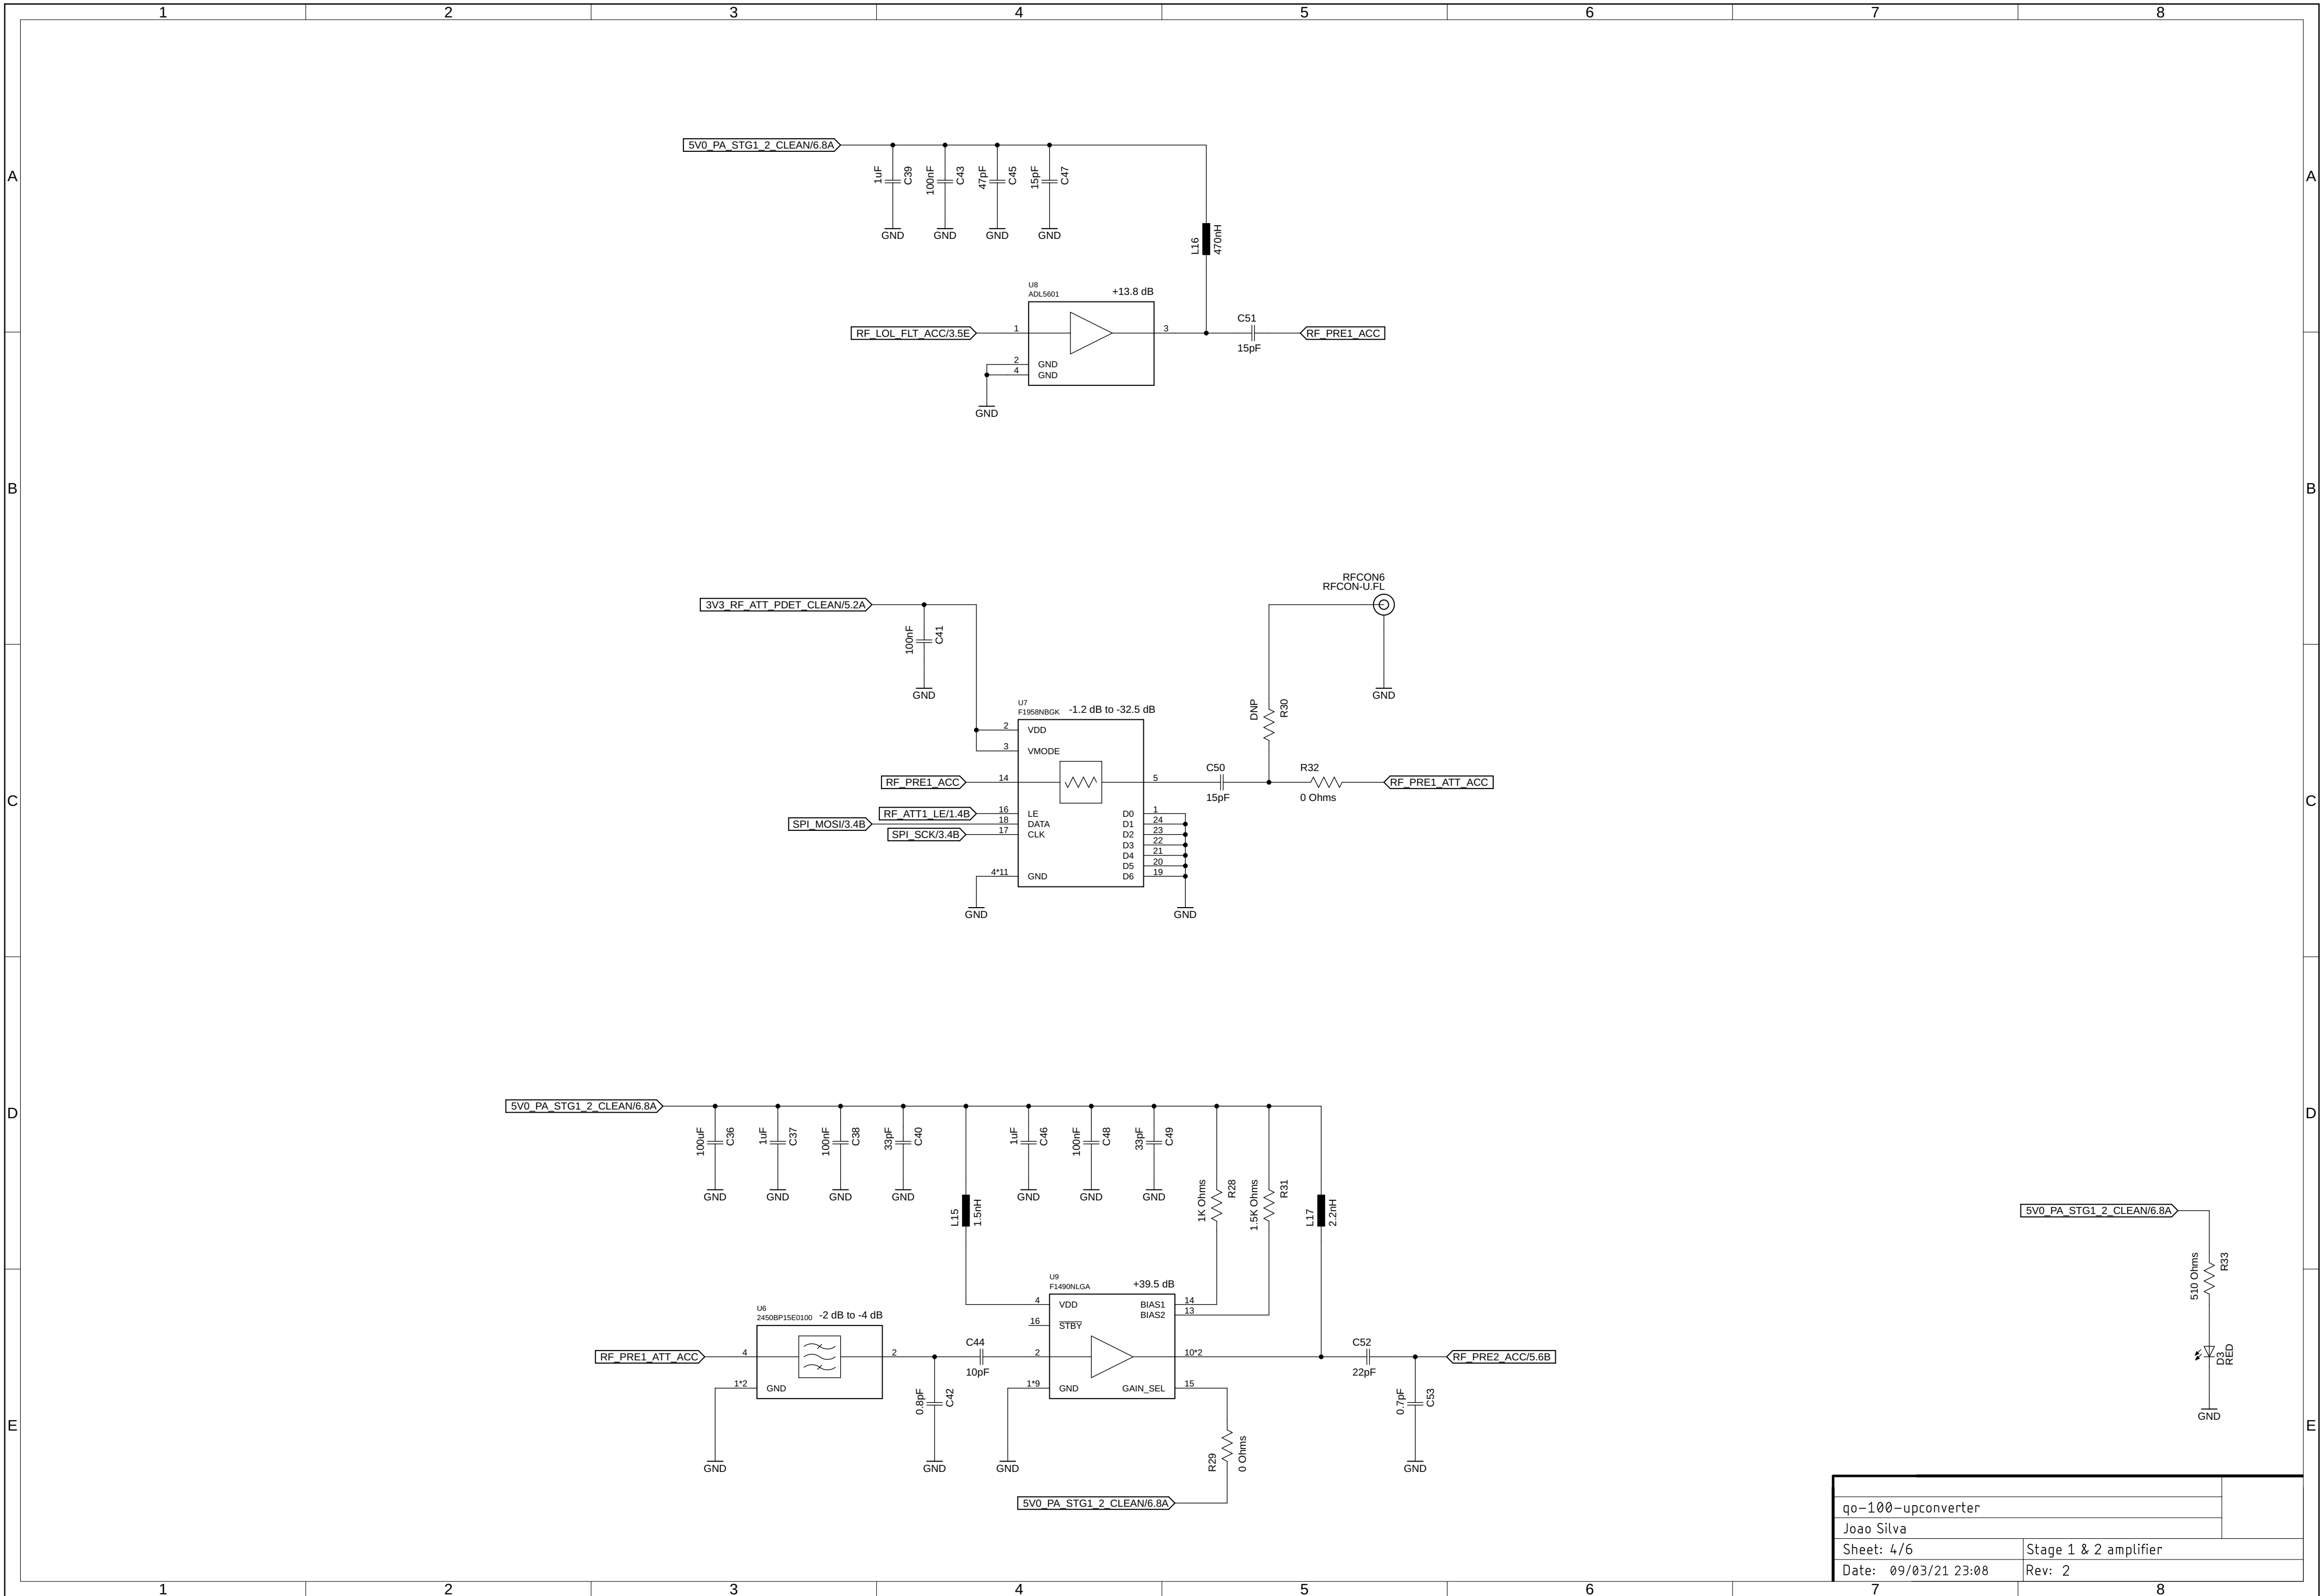 1 2 3 4 5 6 7 8
A A
5V0_PA_STG1_2_CLEAN/6.8A
1uF C39 100nF C43 47pF C45 15pF C47
GND GND GND GND
L16 470nH
U8
ADL5601 +13.8 dB
RF_LOL_FLT_ACC/3.5E 1 3 C51 15pF RF_PRE1_ACC
2 GND
4 GND
GND
B B
RFCON6
RFCON-U.FL
3V3_RF_ATT_PDET_CLEAN/5.2A
100nF C41
GND GND
DNP R30
U7
F1958NBGK -1.2 dB to -32.5 dB
2 VDD
3 VMODE
C C
RF_PRE1_ACC 14 5 C50 15pF R32 0 Ohms RF_PRE1_ATT_ACC
RF_ATT1_LE/1.4B 16 LE D0 1
SPI_MOSI/3.4B 18 DATA D1 24
SPI_SCK/3.4B 17 CLK D2 23
D3 22
D4 21
D5 20
4*11 GND D6 19
GND GND
D D
5V0_PA_STG1_2_CLEAN/6.8A
100uF C36 1uF C37 100nF C38 33pF C40 1uF C46 100nF C48 33pF C49
GND GND GND GND GND GND GND
L15 1.5nH 1K Ohms R28 1.5K Ohms R31 L17 2.2nH
5V0_PA_STG1_2_CLEAN/6.8A
510 Ohms R33
D3 RED
GND
U9
F1490NLGA +39.5 dB
4 VDD BIAS1 14
BIAS2 13
16 STBY
U6
2450BP15E0100 -2 dB to -4 dB
RF_PRE1_ATT_ACC 4 2 C44 10pF 2 10*2 C52 22pF RF_PRE2_ACC/5.6B
1*2 GND 1*9 GND GAIN_SEL 15
0.8pF C42 0.7pF C53
E E
R29 0 Ohms
GND GND GND GND
5V0_PA_STG1_2_CLEAN/6.8A
qo-100-upconverter
Joao Silva
Sheet: 4/6 Stage 1 & 2 amplifier
Date: 09/03/21 23:08 Rev: 2
1 2 3 4 5 6 7 8